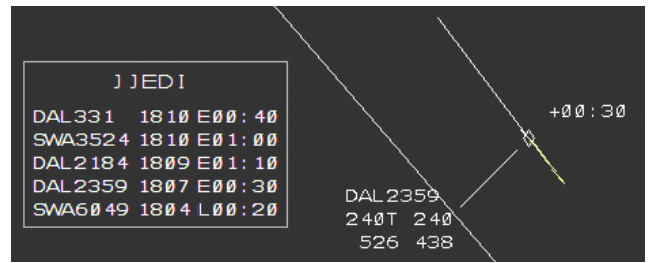 JJEDI
DAL331 1810 E00:40
SWA3524 1810 E01:00
DAL2184 1809 E01:10
DAL2359 1807 E00:30
SWA6049 1804 L00:20
+00:30
DAL2359
240T 240
526 438